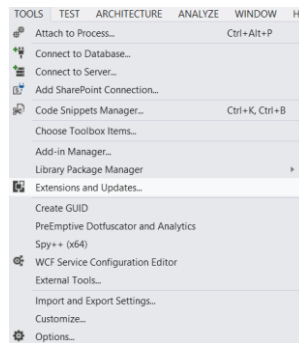 TOOLS TEST ARCHITECTURE ANALYZE WINDOW H
Attach to Process... Ctrl+Alt+P
Connect to Database...
Connect to Server...
Add SharePoint Connection...
Code Snippets Manager... Ctrl+K, Ctrl+B
Choose Toolbox Items...
Add-in Manager...
Library Package Manager
Extensions and Updates...
Create GUID
PreEmptive Dotfuscator and Analytics
Spy++ (x64)
WCF Service Configuration Editor
External Tools...
Import and Export Settings...
Customize...
Options...